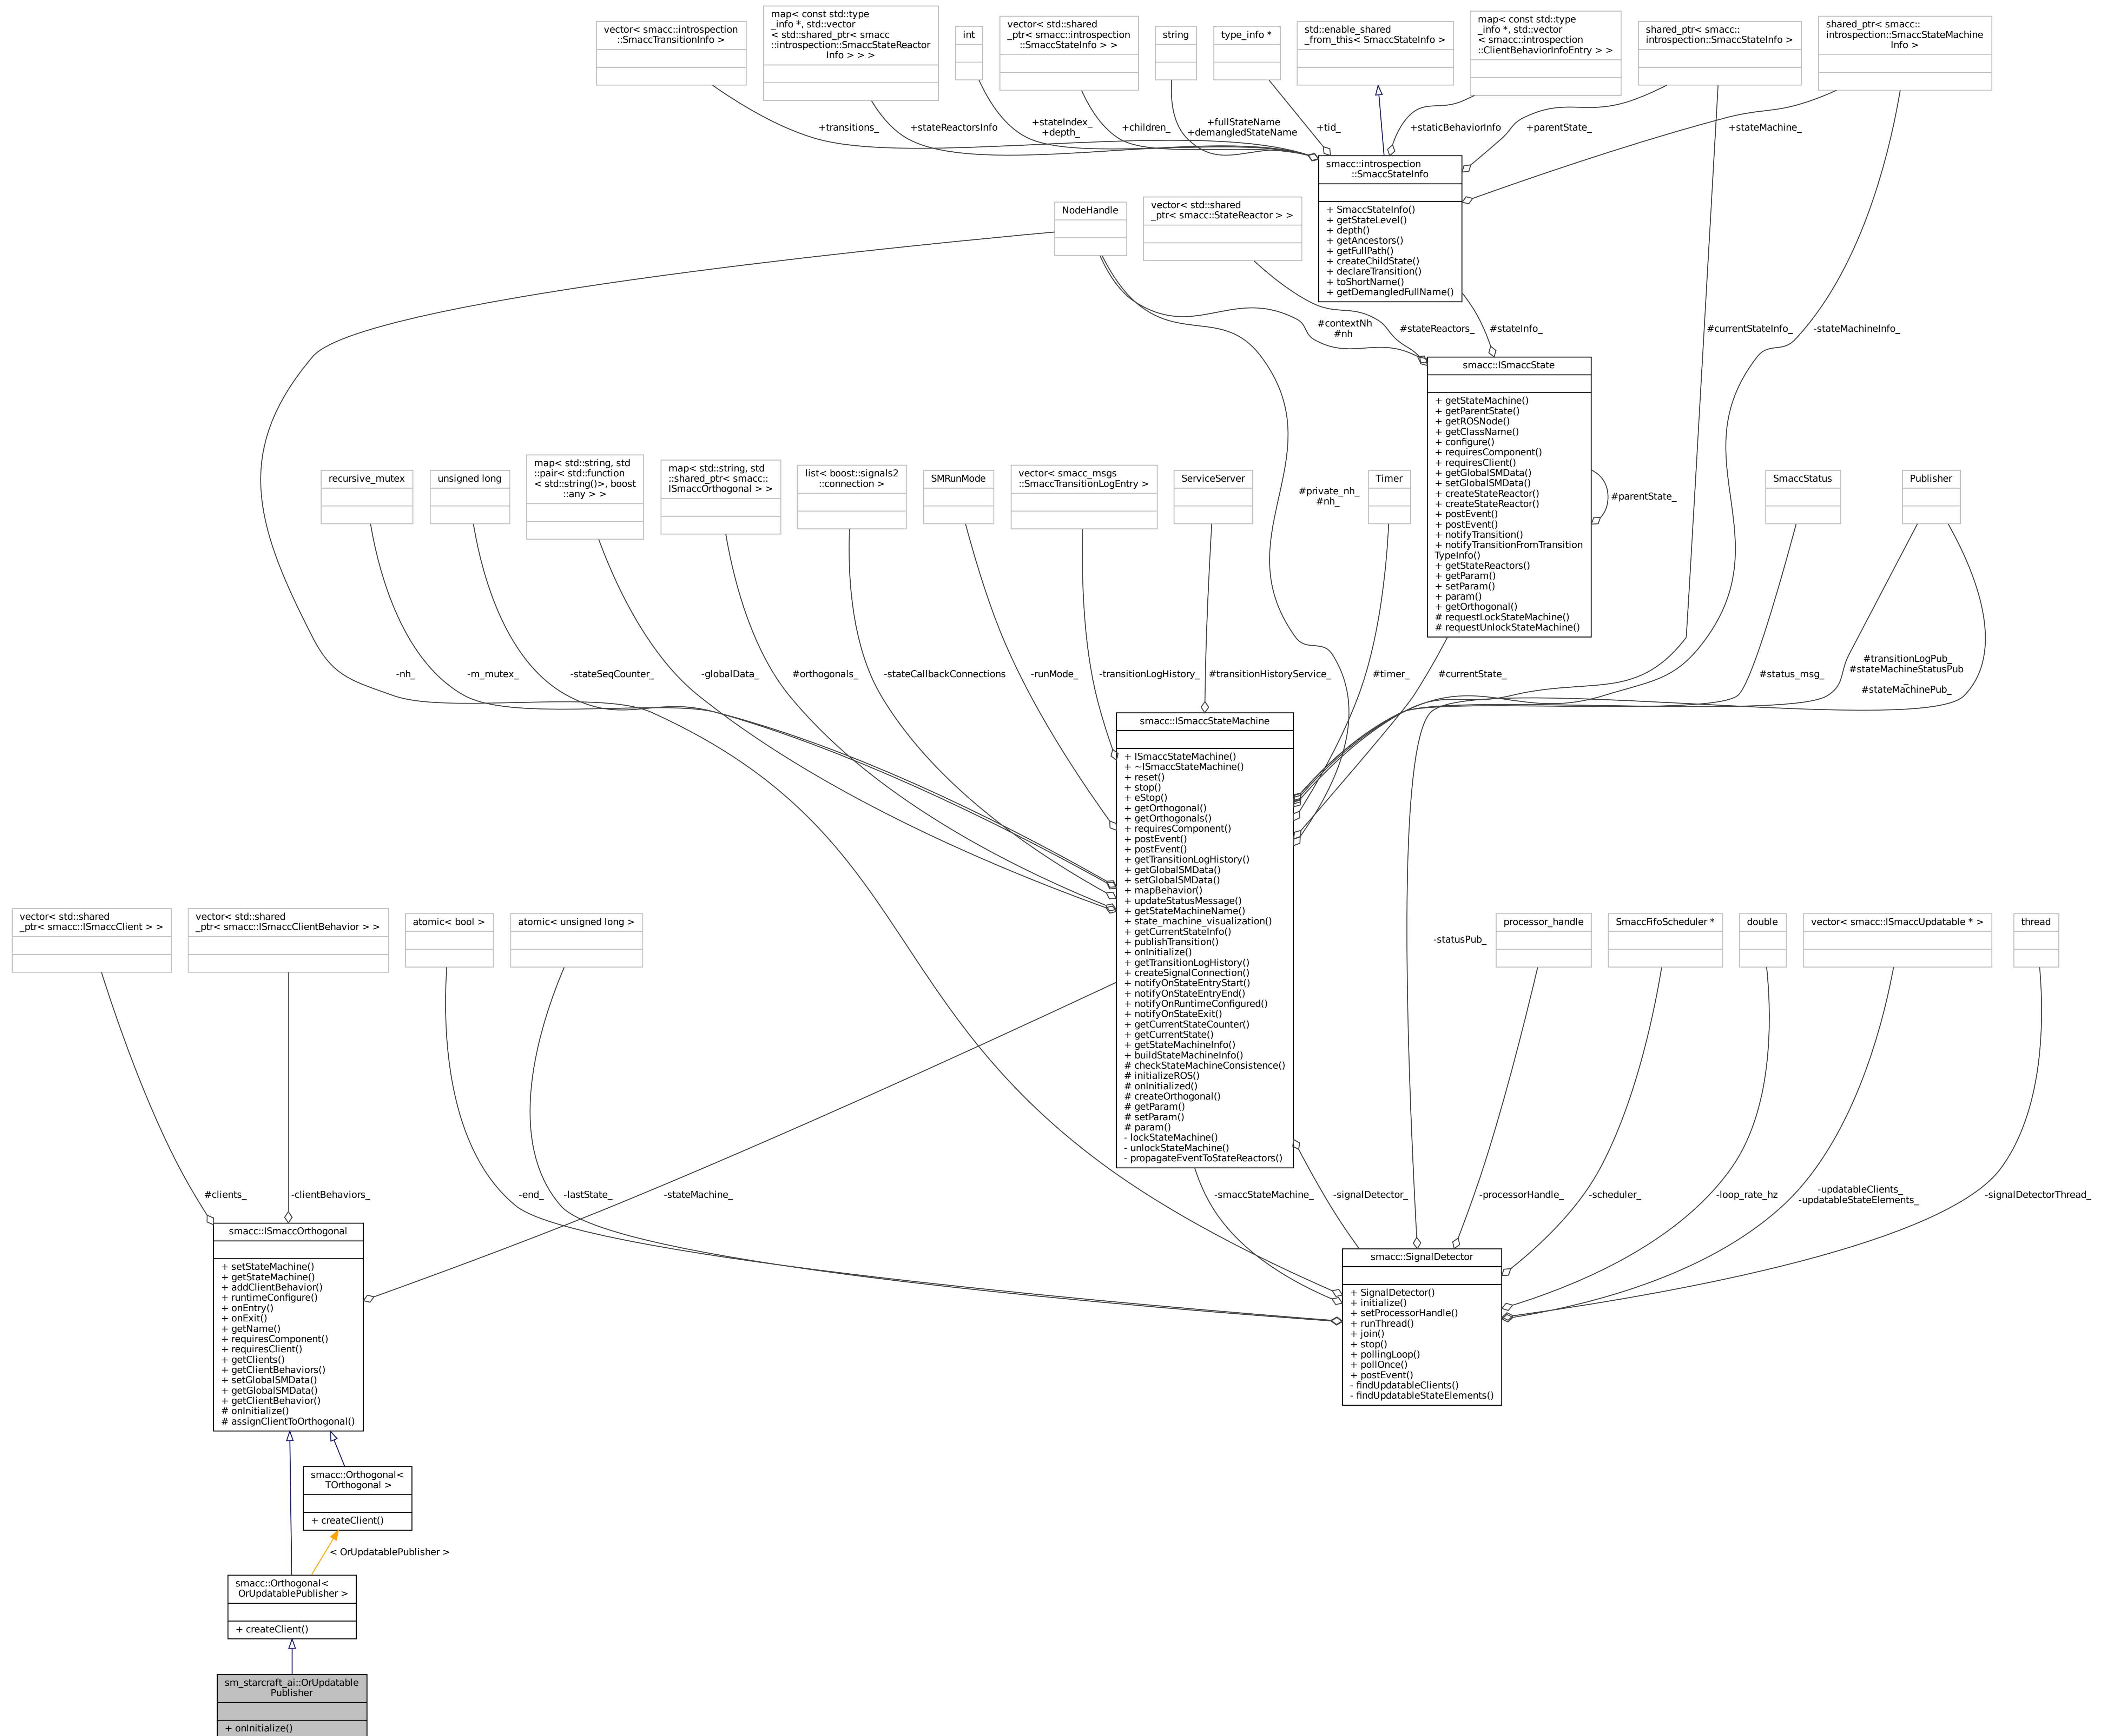 vector< smacc::introspection
::SmaccTransitionInfo >
map< const std::type
_info *, std::vector
< std::shared_ptr< smacc
::introspection::SmaccStateReactor
Info > > >
int
vector< std::shared
_ptr< smacc::introspection
::SmaccStateInfo > >
string
type_info *
std::enable_shared
_from_this< SmaccStateInfo >
map< const std::type
_info *, std::vector
< smacc::introspection
::ClientBehaviorInfoEntry > >
shared_ptr< smacc::
introspection::SmaccStateInfo >
shared_ptr< smacc::
introspection::SmaccStateMachine
Info >
+transitions_
+stateReactorsInfo
+stateIndex_
+depth_
+children_
+fullStateName
+demangledStateName
+tid_
+staticBehaviorInfo
+parentState_
+stateMachine_
smacc::introspection
::SmaccStateInfo
+ SmaccStateInfo()
+ getStateLevel()
+ depth()
+ getAncestors()
+ getFullPath()
+ createChildState()
+ declareTransition()
+ toShortName()
+ getDemangledFullName()
NodeHandle
vector< std::shared
_ptr< smacc::StateReactor > >
#contextNh
#nh
#stateReactors_
#stateInfo_
#currentStateInfo_
-stateMachineInfo_
smacc::ISmaccState
+ getStateMachine()
+ getParentState()
+ getROSNode()
+ getClassName()
+ configure()
+ requiresComponent()
+ requiresClient()
+ getGlobalSMData()
+ setGlobalSMData()
+ createStateReactor()
+ createStateReactor()
+ postEvent()
+ postEvent()
+ notifyTransition()
+ notifyTransitionFromTransition
TypeInfo()
+ getStateReactors()
+ getParam()
+ setParam()
+ param()
+ getOrthogonal()
# requestLockStateMachine()
# requestUnlockStateMachine()
#parentState_
recursive_mutex
unsigned long
map< std::string, std
::pair< std::function
< std::string()>, boost
::any > >
map< std::string, std
::shared_ptr< smacc::
ISmaccOrthogonal > >
list< boost::signals2
::connection >
SMRunMode
vector< smacc_msgs
::SmaccTransitionLogEntry >
ServiceServer
#private_nh_
#nh_
Timer
SmaccStatus
Publisher
-nh_
-m_mutex_
-stateSeqCounter_
-globalData_
#orthogonals_
-stateCallbackConnections
-runMode_
-transitionLogHistory_
#transitionHistoryService_
#timer_
#currentState_
#status_msg_
#transitionLogPub_
#stateMachineStatusPub
_
#stateMachinePub_
smacc::ISmaccStateMachine
+ ISmaccStateMachine()
+ ~ISmaccStateMachine()
+ reset()
+ stop()
+ eStop()
+ getOrthogonal()
+ getOrthogonals()
+ requiresComponent()
+ postEvent()
+ postEvent()
+ getTransitionLogHistory()
+ getGlobalSMData()
+ setGlobalSMData()
+ mapBehavior()
+ updateStatusMessage()
+ getStateMachineName()
+ state_machine_visualization()
+ getCurrentStateInfo()
+ publishTransition()
+ onInitialize()
+ getTransitionLogHistory()
+ createSignalConnection()
+ notifyOnStateEntryStart()
+ notifyOnStateEntryEnd()
+ notifyOnRuntimeConfigured()
+ notifyOnStateExit()
+ getCurrentStateCounter()
+ getCurrentState()
+ getStateMachineInfo()
+ buildStateMachineInfo()
# checkStateMachineConsistence()
# initializeROS()
# onInitialized()
# createOrthogonal()
# getParam()
# setParam()
# param()
- lockStateMachine()
- unlockStateMachine()
- propagateEventToStateReactors()
vector< std::shared
_ptr< smacc::ISmaccClient > >
vector< std::shared
_ptr< smacc::ISmaccClientBehavior > >
atomic< bool >
atomic< unsigned long >
-statusPub_
processor_handle
SmaccFifoScheduler *
double
vector< smacc::ISmaccUpdatable * >
thread
#clients_
-clientBehaviors_
-end_
-lastState_
-stateMachine_
-smaccStateMachine_
-signalDetector_
-processorHandle_
-scheduler_
-loop_rate_hz
-updatableClients_
-updatableStateElements_
-signalDetectorThread_
smacc::ISmaccOrthogonal
+ setStateMachine()
+ getStateMachine()
+ addClientBehavior()
+ runtimeConfigure()
+ onEntry()
+ onExit()
+ getName()
+ requiresComponent()
+ requiresClient()
+ getClients()
+ getClientBehaviors()
+ setGlobalSMData()
+ getGlobalSMData()
+ getClientBehavior()
# onInitialize()
# assignClientToOrthogonal()
smacc::SignalDetector
+ SignalDetector()
+ initialize()
+ setProcessorHandle()
+ runThread()
+ join()
+ stop()
+ pollingLoop()
+ pollOnce()
+ postEvent()
- findUpdatableClients()
- findUpdatableStateElements()
smacc::Orthogonal<
TOrthogonal >
+ createClient()
< OrUpdatablePublisher >
smacc::Orthogonal<
OrUpdatablePublisher >
+ createClient()
sm_starcraft_ai::OrUpdatable
Publisher
+ onInitialize()